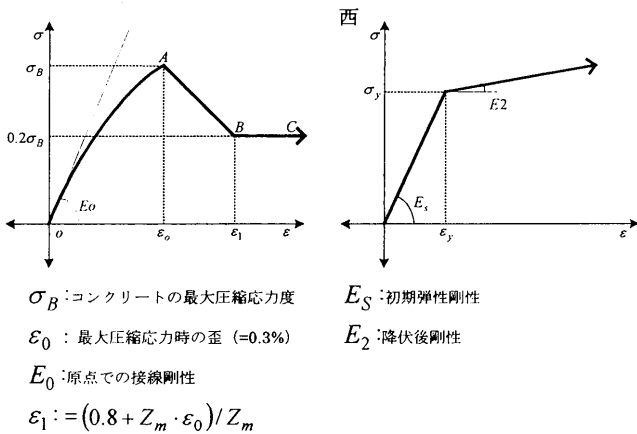 西
σ
σ_B
A
0.2σ_B
B
C
Eo
o
ε_o
ε_1
ε
σ
σ_y
E2
E_s
ε_y
ε
σ_B:コンクリートの最大圧縮応力度
ε_0 : 最大圧縮応力時の歪 (=0.3%)
E_0:原点での接線剛性
ε_1:=(0.8+Z_m·ε_0)/Z_m
E_S:初期弾性剛性
E_2:降伏後剛性